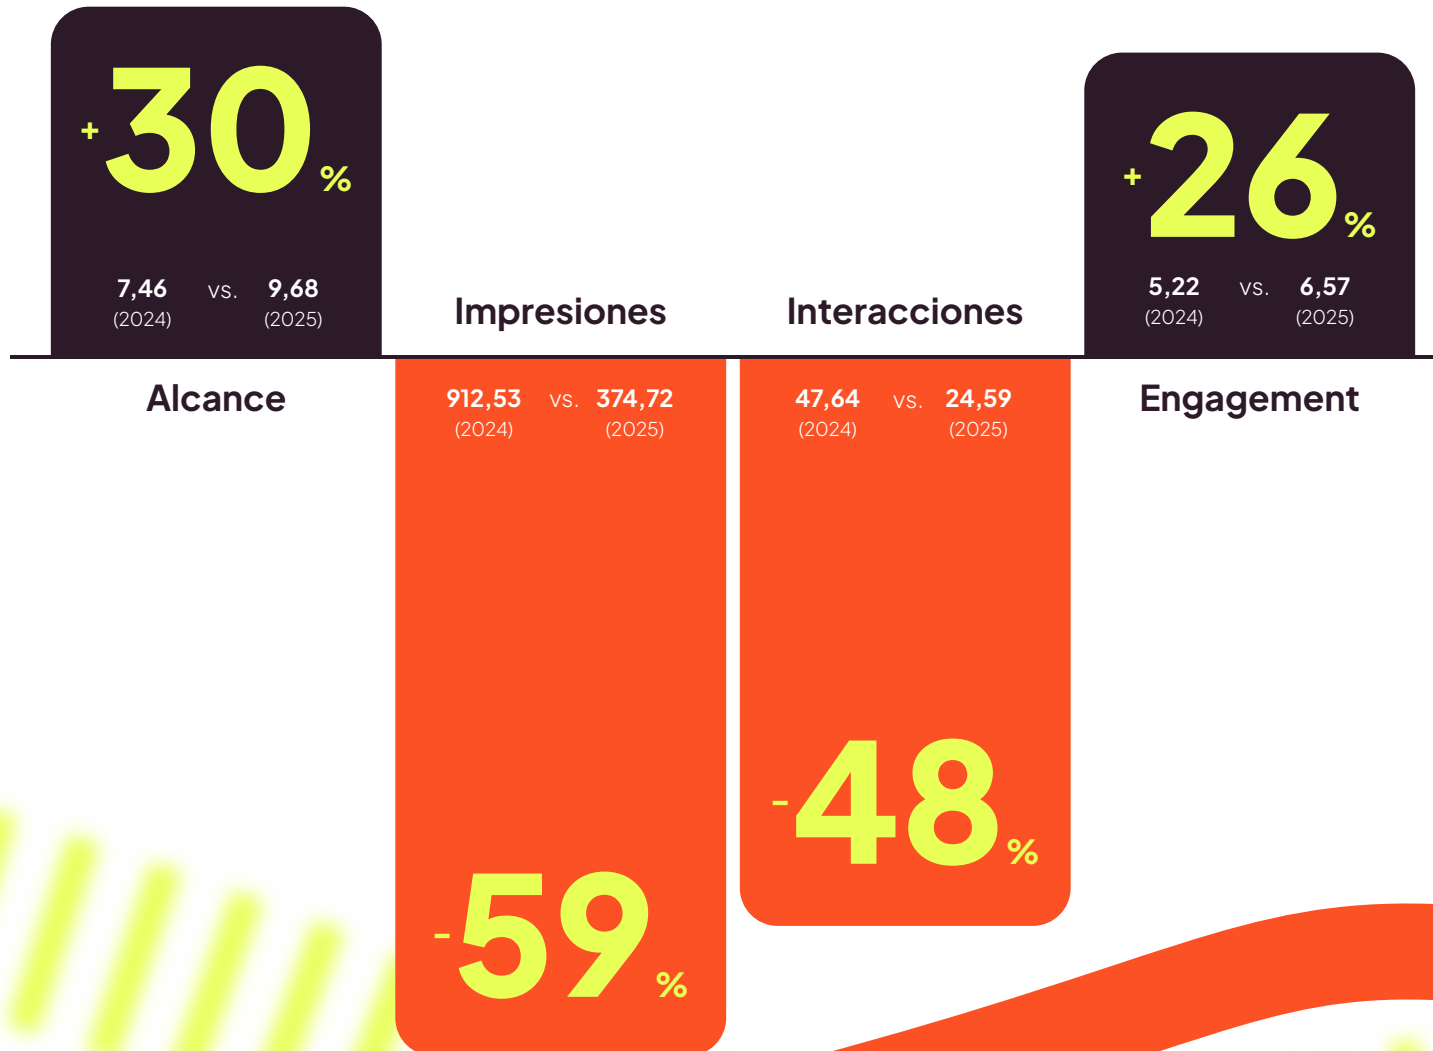 +30%
7,46 vs. 9,68
(2024) (2025)
Alcance
Impresiones
912,53 vs. 374,72
(2024) (2025)
-59%
Interacciones
47,64 vs. 24,59
(2024) (2025)
-48%
+26%
5,22 vs. 6,57
(2024) (2025)
Engagement